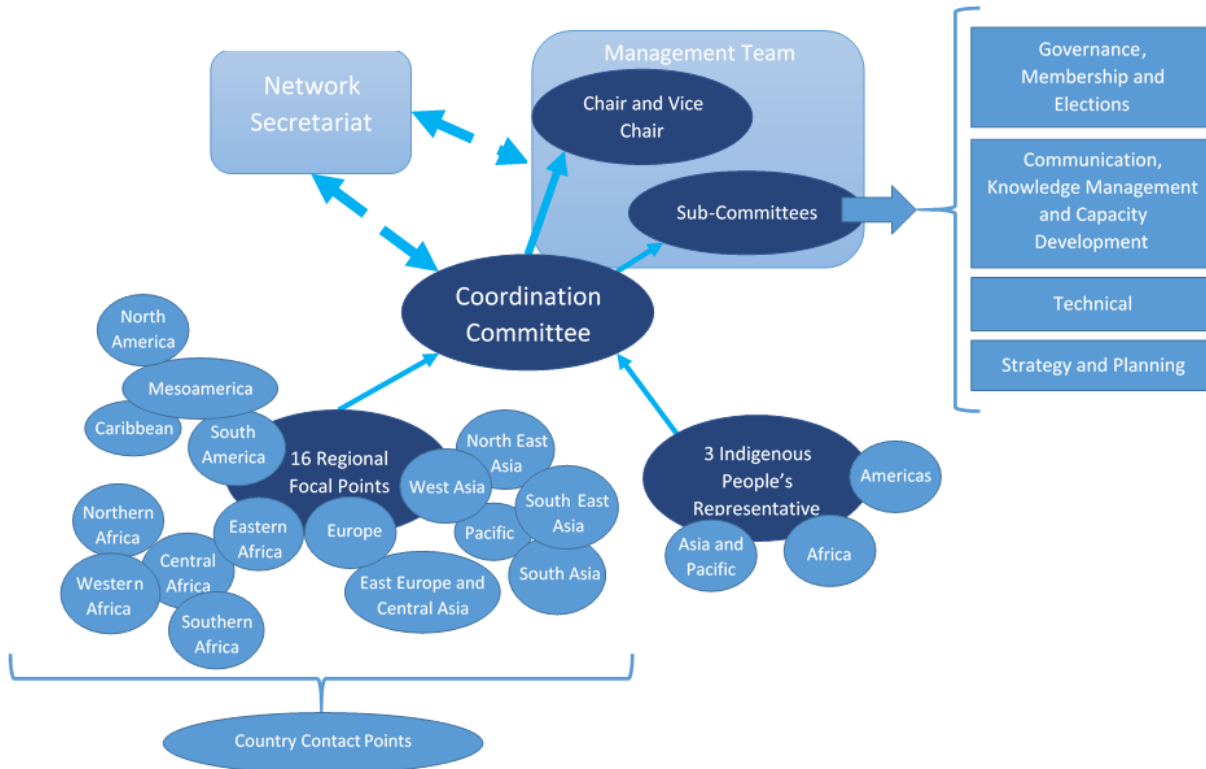 Management Team
Network
Secretariat
Chair and Vice
Chair
Sub-Committees
Governance,
Membership and
Elections
Communication,
Knowledge Management
and Capacity
Development
Technical
Strategy and Planning
Coordination
Committee
North
America
Mesoamerica
Caribbean
South
America
16 Regional
Focal Points
West Asia
North East
Asia
South East
Asia
Pacific
South Asia
Northern
Africa
Eastern
Africa
Europe
Central
Africa
Western
Africa
Southern
Africa
East Europe and
Central Asia
3 Indigenous
People’s
Representative
Americas
Asia and
Pacific
Africa
Country Contact Points